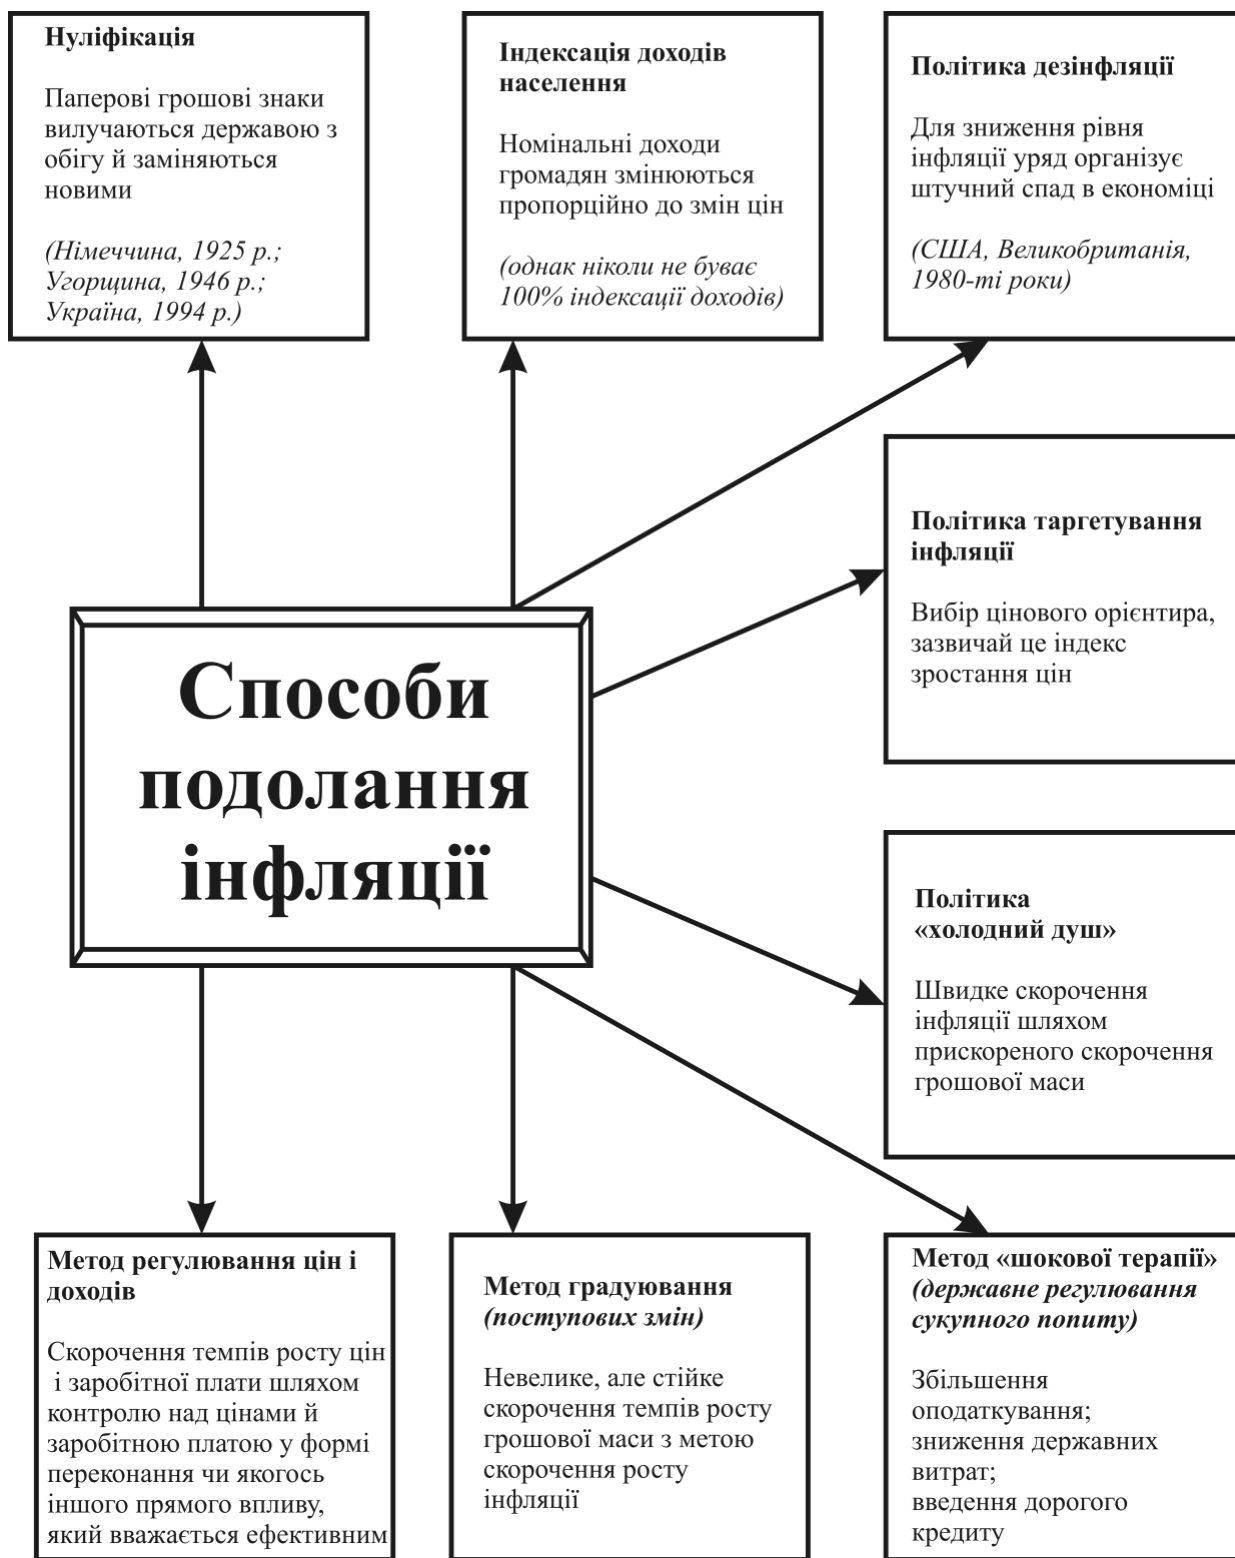 Нуліфікація
Паперові грошові знаки
вилучаються державою з
обігу й заміняються
новими
(Німеччина, 1925 р.;
Угорщина, 1946 р.;
Україна, 1994 р.)
Індексація доходів
населення
Номінальні доходи
громадян змінюються
пропорційно до змін цін
(однак ніколи не буває
100% індексації доходів)
Політика дезінфляції
Для зниження рівня
інфляції уряд організує
штучний спад в економіці
(США, Великобританія,
1980-ті роки)
Політика таргетування
інфляції
Вибір цінового орієнтира,
зазвичай це індекс
зростання цін
Способи
подолання
інфляції
Політика
«холодний душ»
Швидке скорочення
інфляції шляхом
прискореного скорочення
грошової маси
Метод регулювання цін і
доходів
Скорочення темпів росту цін
і заробітної плати шляхом
контролю над цінами й
заробітною платою у формі
переконання чи якогось
іншого прямого впливу,
який вважається ефективним
Метод градуювання
(поступових змін)
Невелике, але стійке
скорочення темпів росту
грошової маси з метою
скорочення росту
інфляції
Метод «шокової терапії»
(державне регулювання
сукупного попиту)
Збільшення
оподаткування;
зниження державних
витрат;
введення дорогого
кредиту